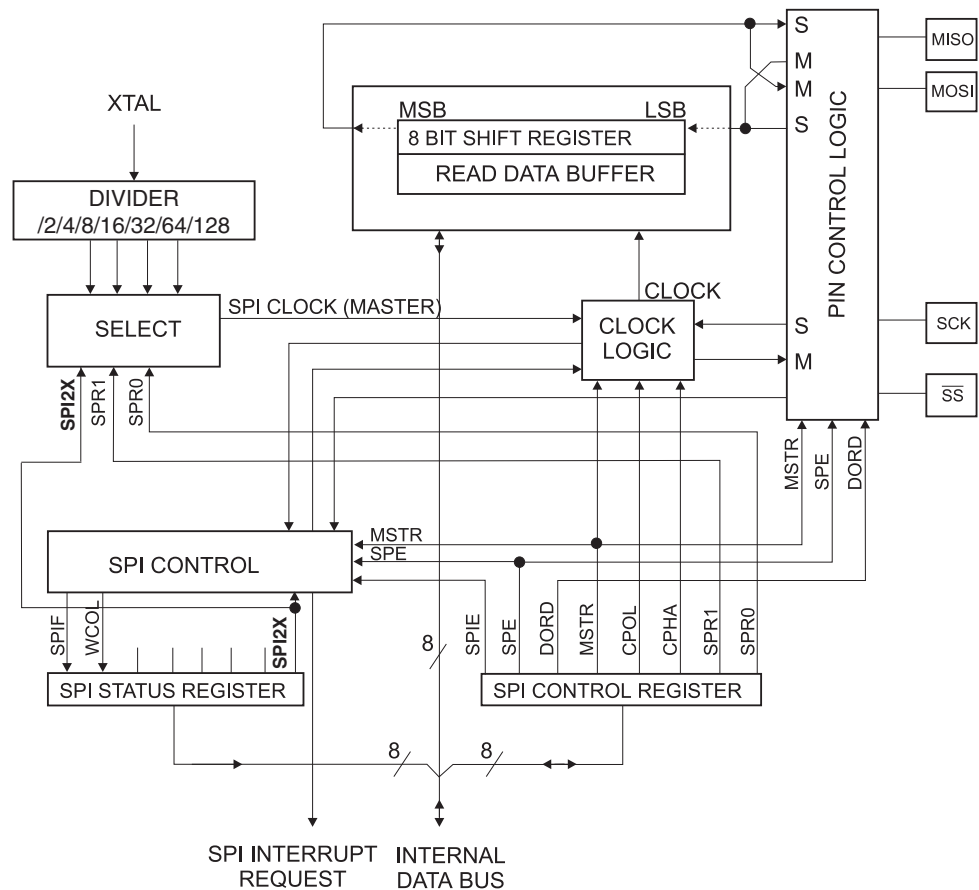 S
MISO
M
M
MOSI
S
XTAL
MSB
LSB
8 BIT SHIFT REGISTER
READ DATA BUFFER
PIN CONTROL LOGIC
DIVIDER
/2/4/8/16/32/64/128
SPI CLOCK (MASTER)
CLOCK
SELECT
CLOCK
LOGIC
S
SCK
M
SPI2X
SPR1
SPR0
SS
MSTR
SPE
DORD
MSTR
SPE
SPI CONTROL
SPIF
WCOL
SPI2X
8
SPIE
SPE
DORD
MSTR
CPOL
CPHA
SPR1
SPR0
SPI STATUS REGISTER
SPI CONTROL REGISTER
8
8
SPI INTERRUPT
REQUEST
INTERNAL
DATA BUS